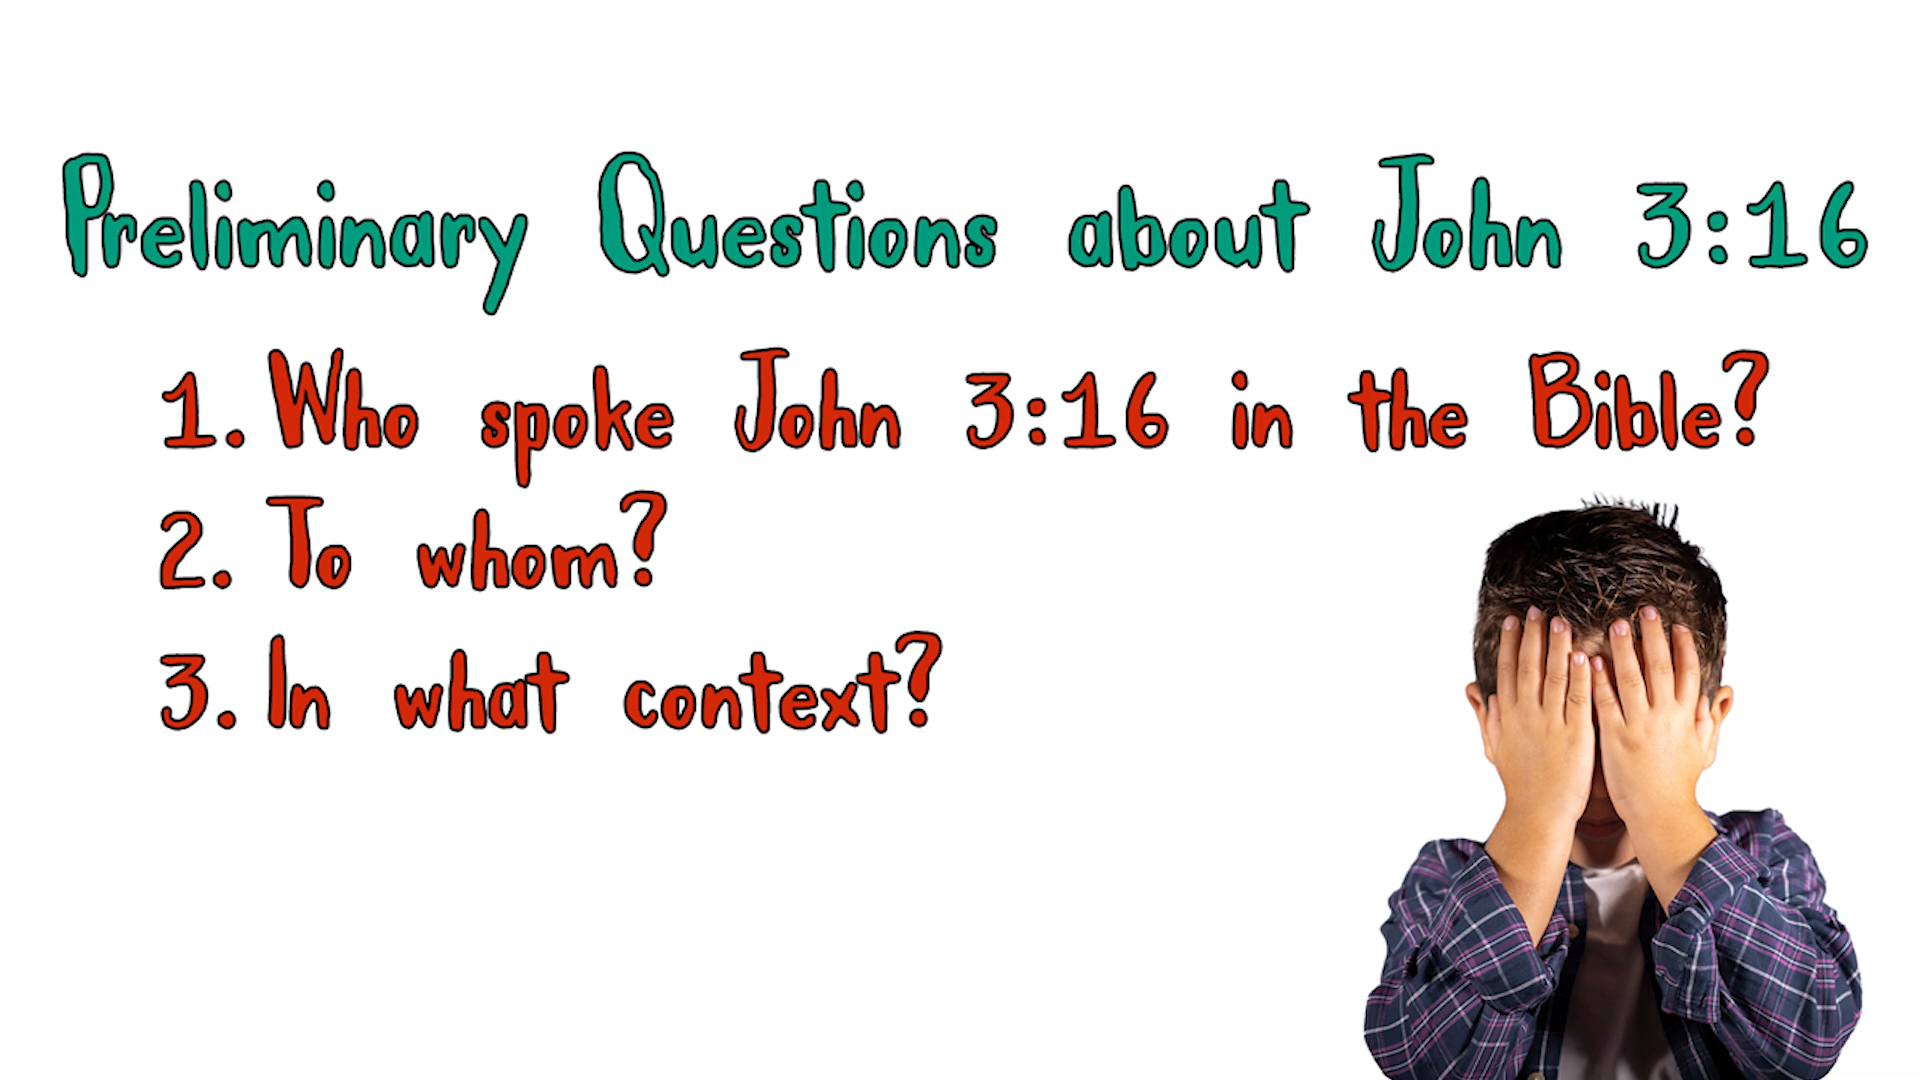 Preliminary Questions about John 3:16
1. Who spoke John 3:16 in the Bible?
2. To whom?
3. In what context?